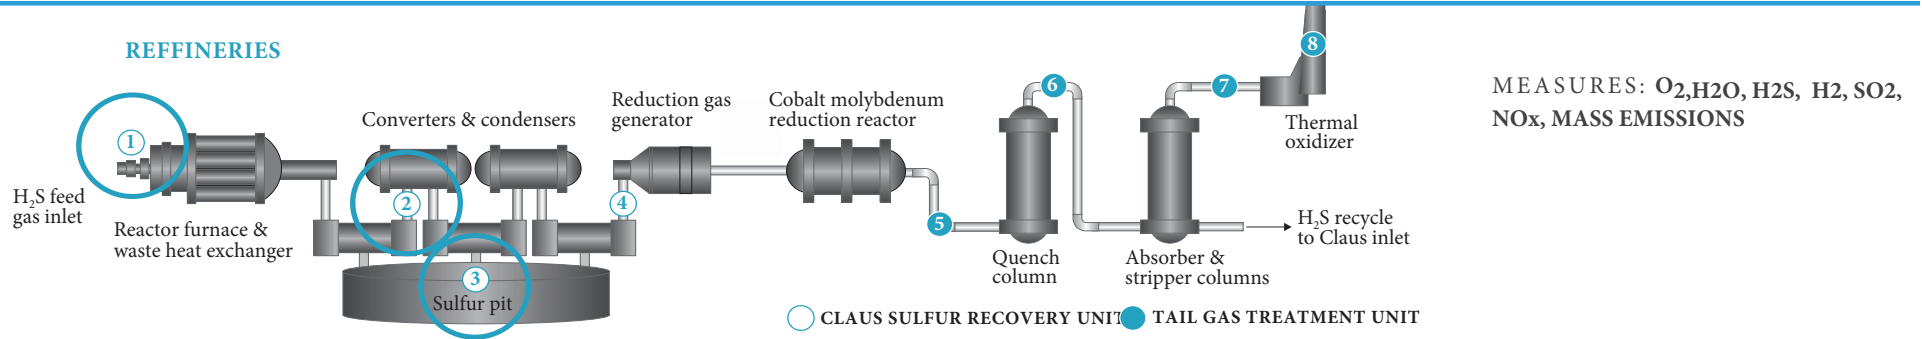 REFFINERIES
1
H₂S feed
gas inlet
Reactor furnace &
waste heat exchanger
Converters & condensers
2
3
Sulfur pit
4
Reduction gas
generator
Cobalt molybdenum
reduction reactor
5
6
Quench
column
7
Absorber &
stripper columns
8
Thermal
oxidizer
H₂S recycle
to Claus inlet
CLAUS SULFUR RECOVERY UNIT
TAIL GAS TREATMENT UNIT
MEASURES: O2,H2O, H2S, H2, SO2,
NOx, MASS EMISSIONS